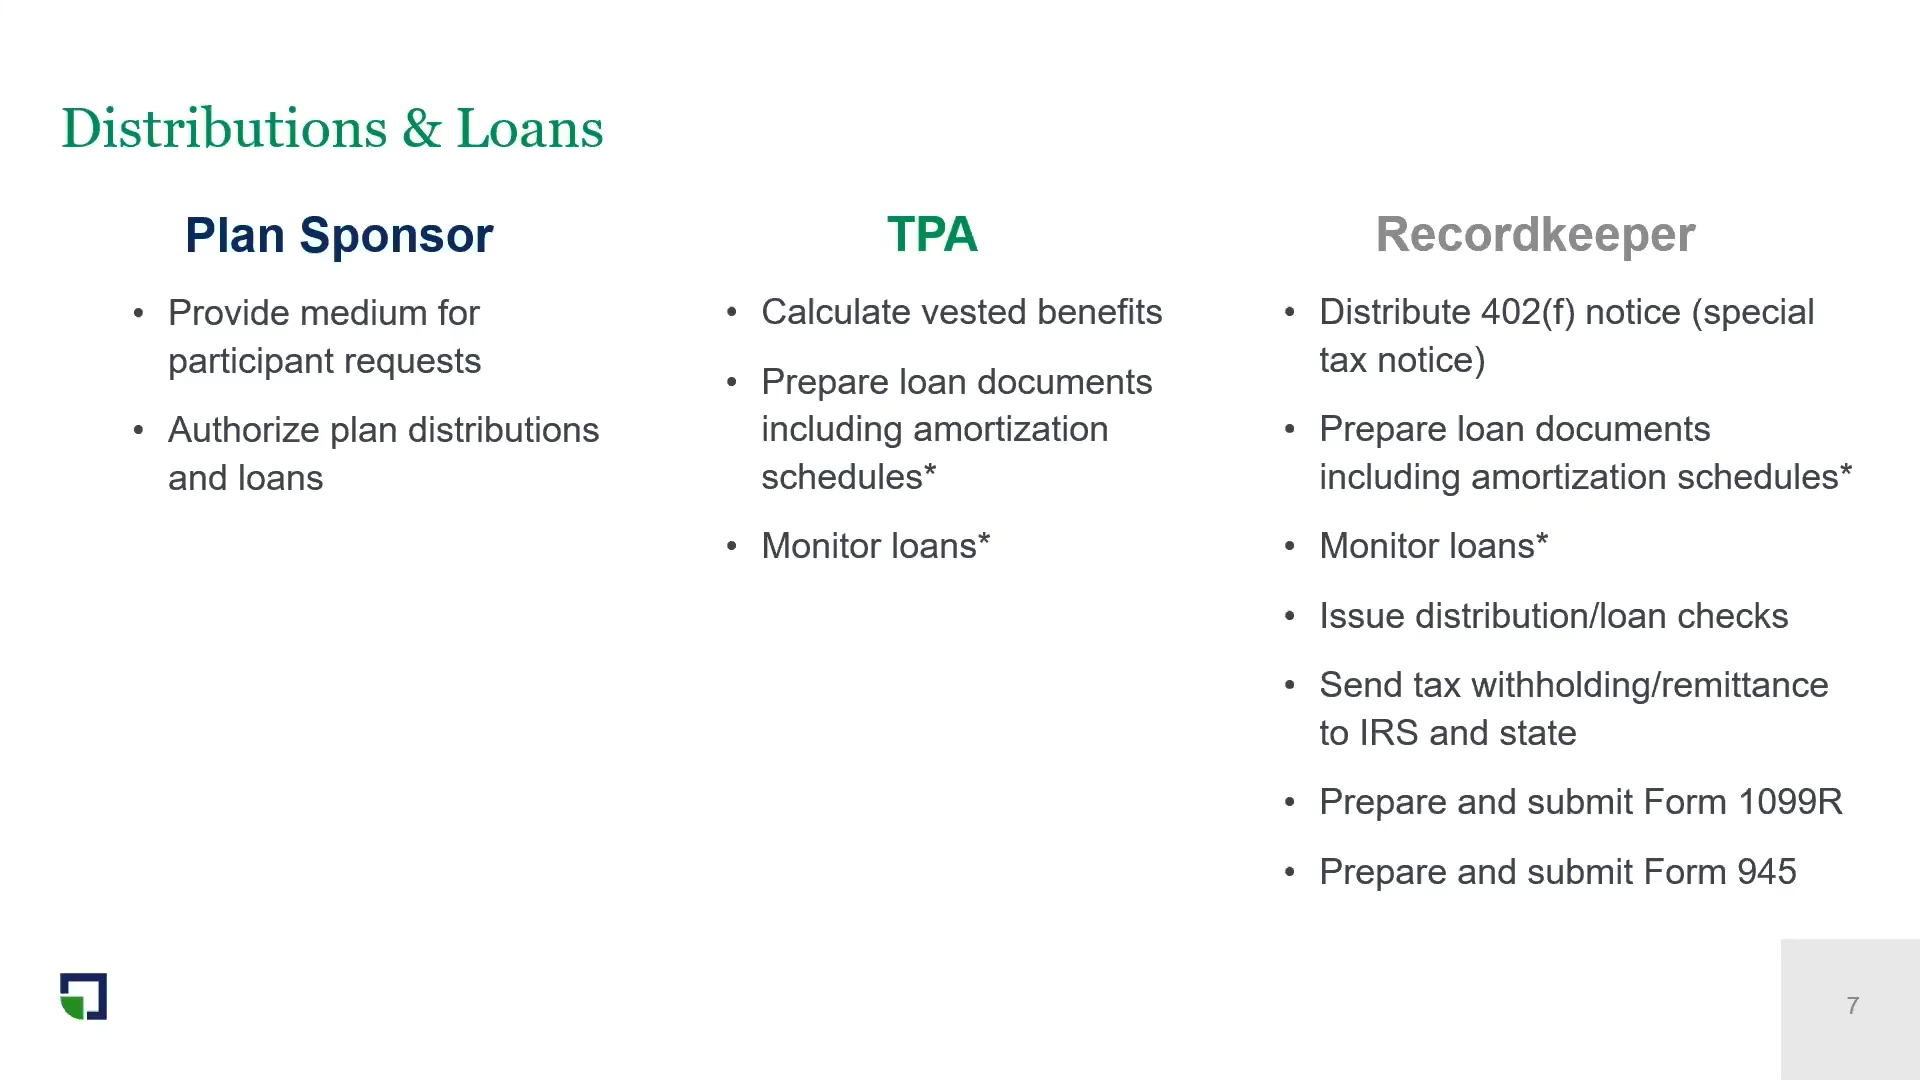 Distributions & Loans
Plan Sponsor
• Provide medium for
participant requests
• Authorize plan distributions
and loans
TPA
• Calculate vested benefits
• Prepare loan documents
including amortization
schedules*
• Monitor loans*
Recordkeeper
• Distribute 402(f) notice (special
tax notice)
• Prepare loan documents
including amortization schedules*
• Monitor loans*
• Issue distribution/loan checks
• Send tax withholding/remittance
to IRS and state
• Prepare and submit Form 1099R
• Prepare and submit Form 945
7